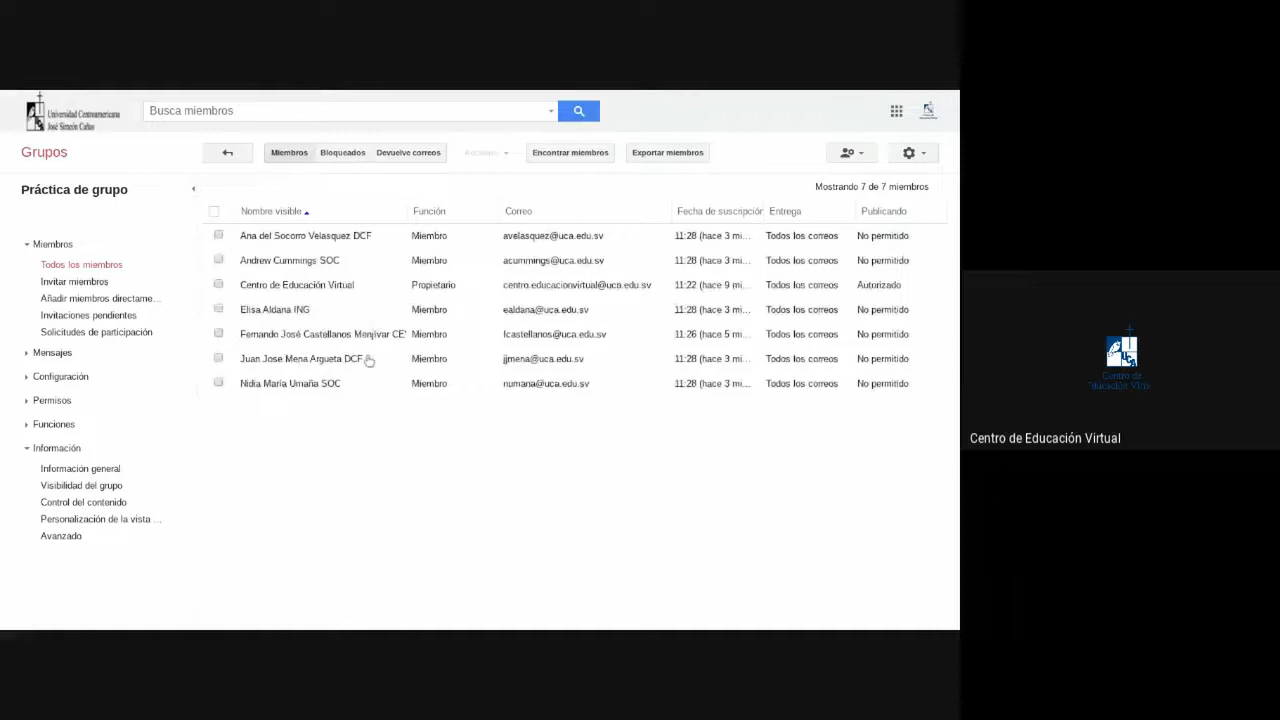 Universidad Centroamericana
José Simeón Cañas
Busca miembros
Grupos
Miembros Bloqueados Devuelve correos Acciones Encontrar miembros Exportar miembros
Práctica de grupo
Mostrando 7 de 7 miembros
Nombre visible Función Correo Fecha de suscripción Entrega Publicando
Ana del Socorro Velasquez DCF Miembro avelasquez@uca.edu.sv 11:28 (hace 3 mi... Todos los correos No permitido
Andrew Cummings SOC Miembro acummings@uca.edu.sv 11:28 (hace 3 mi... Todos los correos No permitido
Centro de Educación Virtual Propietario centro.educacionvirtual@uca.edu.sv 11:22 (hace 9 mi... Todos los correos Autorizado
Elisa Aldana ING Miembro ealdana@uca.edu.sv 11:28 (hace 3 mi... Todos los correos No permitido
Fernando José Castellanos Menjívar CE Miembro fcastellanos@uca.edu.sv 11:26 (hace 5 mi... Todos los correos No permitido
Juan Jose Mena Argueta DCF Miembro jjmena@uca.edu.sv 11:28 (hace 3 mi... Todos los correos No permitido
Nidia María Umaña SOC Miembro numana@uca.edu.sv 11:28 (hace 3 mi... Todos los correos No permitido
Miembros
Todos los miembros
Invitar miembros
Añadir miembros directame...
Invitaciones pendientes
Solicitudes de participación
Mensajes
Configuración
Permisos
Funciones
Información
Información general
Visibilidad del grupo
Control del contenido
Personalización de la vista ...
Avanzado
Centro de
Centro de Educación Virtual